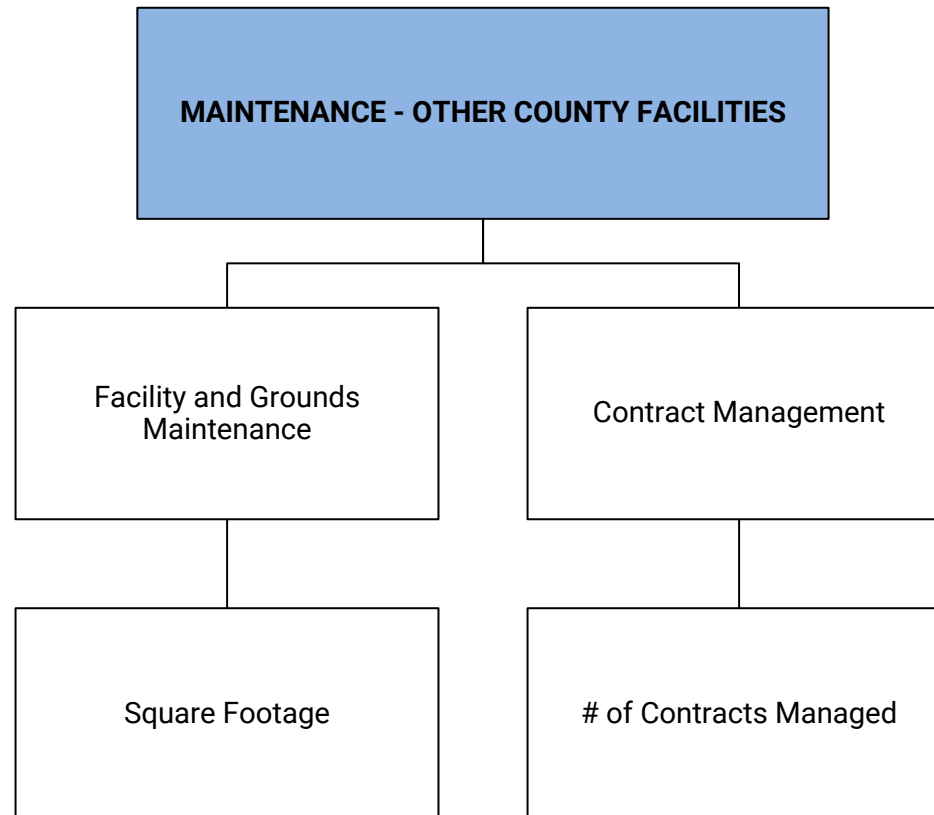 MAINTENANCE - OTHER COUNTY FACILITIES
Facility and Grounds
Maintenance
Contract Management
Square Footage
# of Contracts Managed